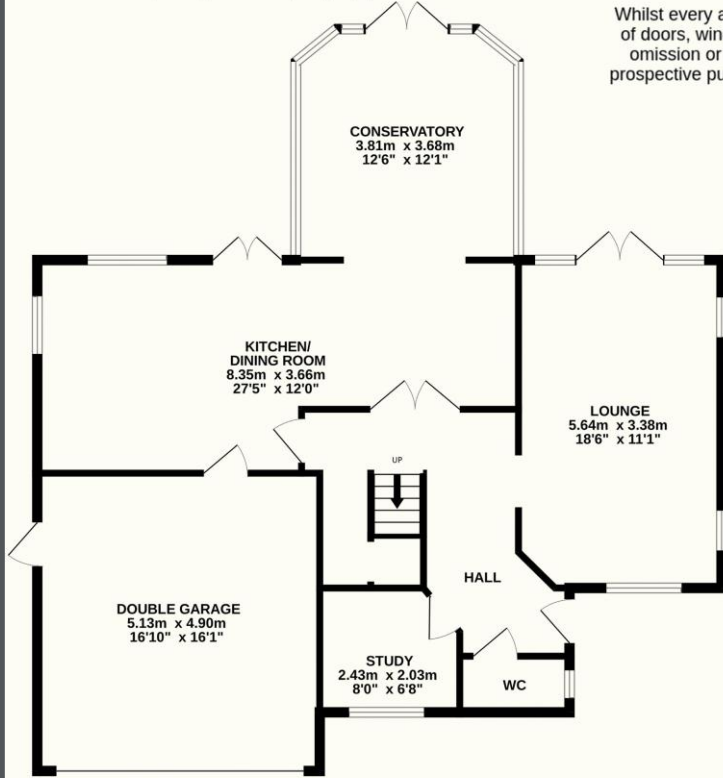 Whilst every a
of doors, win
omission or
prospective pu
CONSERVATORY
3.81m x 3.68m
12'6" x 12'1"
KITCHEN/
DINING ROOM
8.35m x 3.66m
27'5" x 12'0"
LOUNGE
5.64m x 3.38m
18'6" x 11'1"
UP
HALL
DOUBLE GARAGE
5.13m x 4.90m
16'10" x 16'1"
STUDY
2.43m x 2.03m
8'0" x 6'8"
WC